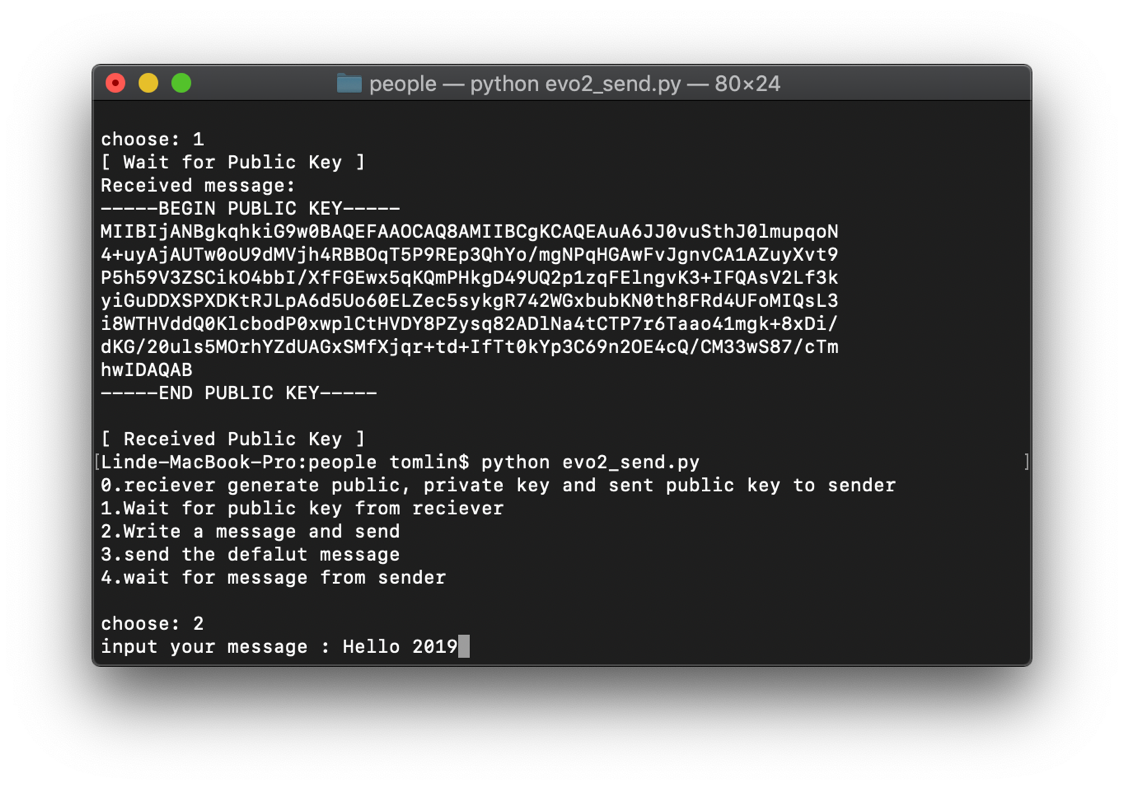 people — python evo2_send.py — 80×24
choose: 1
[ Wait for Public Key ]
Received message:
-----BEGIN PUBLIC KEY-----
MIIBIjANBgkqhkiG9w0BAQEFAAOCAQ8AMIIBCgKCAQEAuA6JJ0vuSthJ0lmupqoN
4+uyAjAUTw0oU9dMVjh4RBBOqT5P9REp3QhYo/mgNPqHGAwFvJgnvCA1AZuyXvt9
P5h59V3ZSCikO4bbI/XfFGEwx5qKQmPHkgD49UQ2p1zqFElngvK3+IFQAsV2Lf3k
yiGuDDXSPXDKtRJLpA6d5Uo60ELZec5sykgR742WGxbubKN0th8FRd4UFoMIQsL3
i8WTHVddQ0KlcbodP0xwplCtHVDY8PZysq82ADlNa4tCTP7r6Taao41mgk+8xDi/
dKG/20uls5MOrhYZdUAGxSMfXjqr+td+IfTt0kYp3C69n2OE4cQ/CM33wS87/cTm
hwIDAQAB
-----END PUBLIC KEY-----
[ Received Public Key ]
[Linde-MacBook-Pro:people tomlin$ python evo2_send.py ]
0.reciever generate public, private key and sent public key to sender
1.Wait for public key from reciever
2.Write a message and send
3.send the defalut message
4.wait for message from sender
choose: 2
input your message : Hello 2019